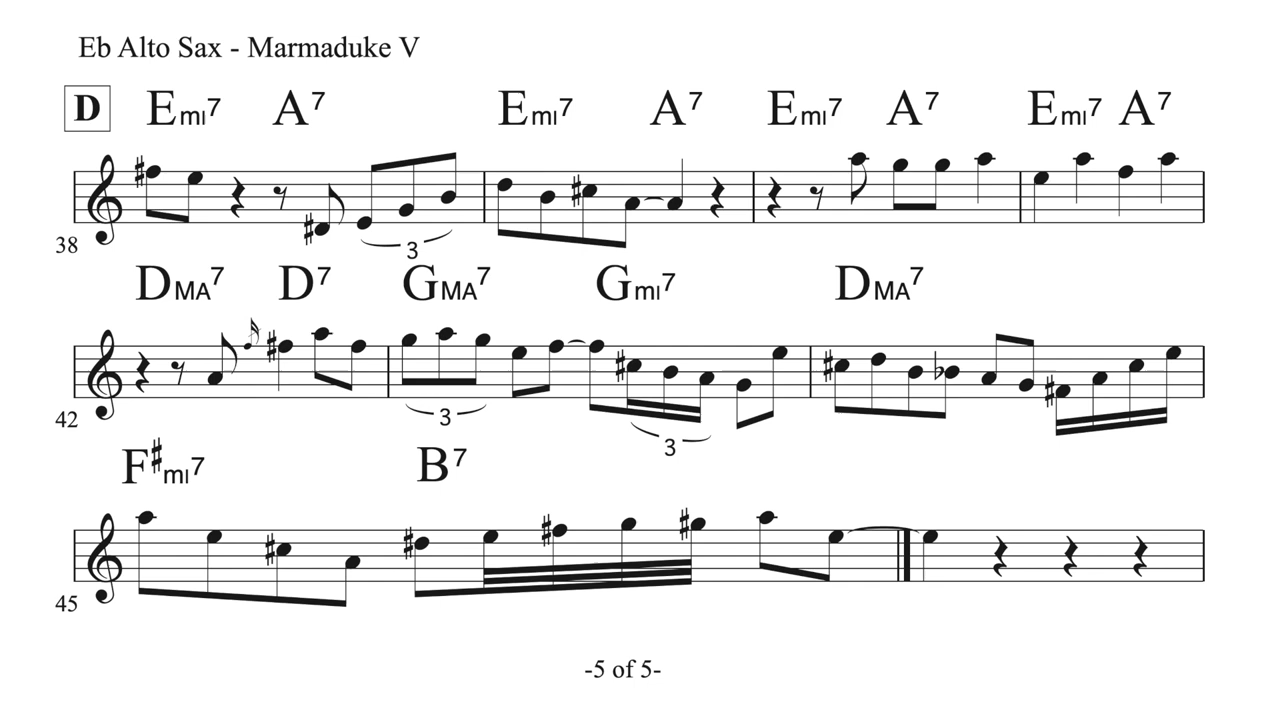 Eb Alto Sax - Marmaduke V
D Emi7 A7 Emi7 A7 Emi7 A7 Emi7 A7
3
38
DMA7 D7 GMA7 Gmi7 DMA7
3 3
42
F#mi7 B7
45
-5 of 5-